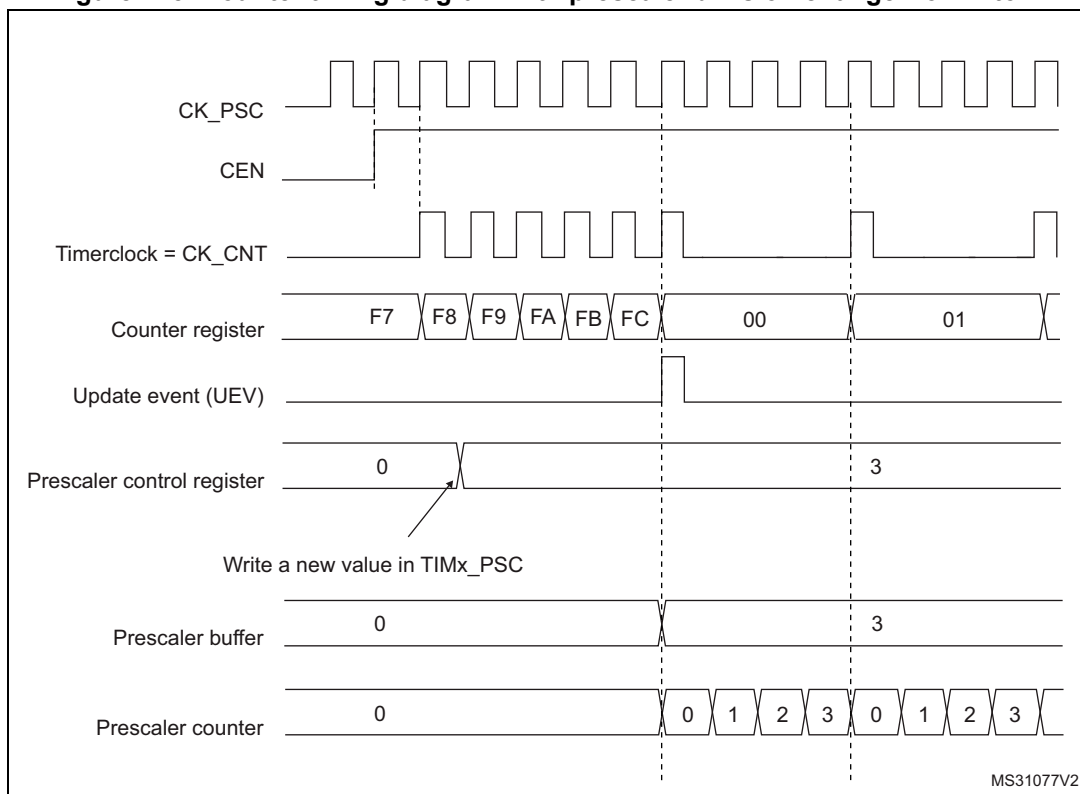 CK_PSC
CEN
Timerclock = CK_CNT
Counter register F7 F8 F9 FA FB FC 00 01
Update event (UEV)
Prescaler control register 0 3
Write a new value in TIMx_PSC
Prescaler buffer 0 3
Prescaler counter 0 0 1 2 3 0 1 2 3
MS31077V2